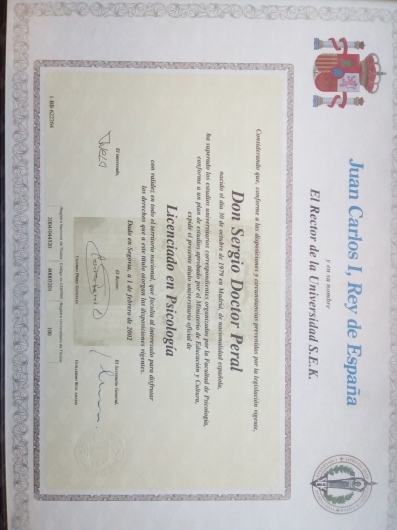 Juan Carlos I, Rey de España
y en su nombre
El Rector de la Universidad S.E.K.
Considerando que, conforme a las disposiciones y circunstancias prevenidas por la legislación vigente,
Don Sergio Doctor Peral
nacido el día 30 de octubre de 1979 en Madrid, de nacionalidad española,
ha superado los estudios universitarios correspondientes organizados por la Facultad de Psicología,
conforme a un plan de estudios aprobado por el Ministerio de Educación y Cultura,
expide el presente título universitario oficial de
Licenciado en Psicología
con validez en todo el territorio nacional, que faculta al interesado para disfrutar
los derechos que a este título otorgan las disposiciones vigentes.
Dado en Segovia, a 1 de febrero de 2002
El interesado,
El Rector,
El Secretario General,
1-BB-622204